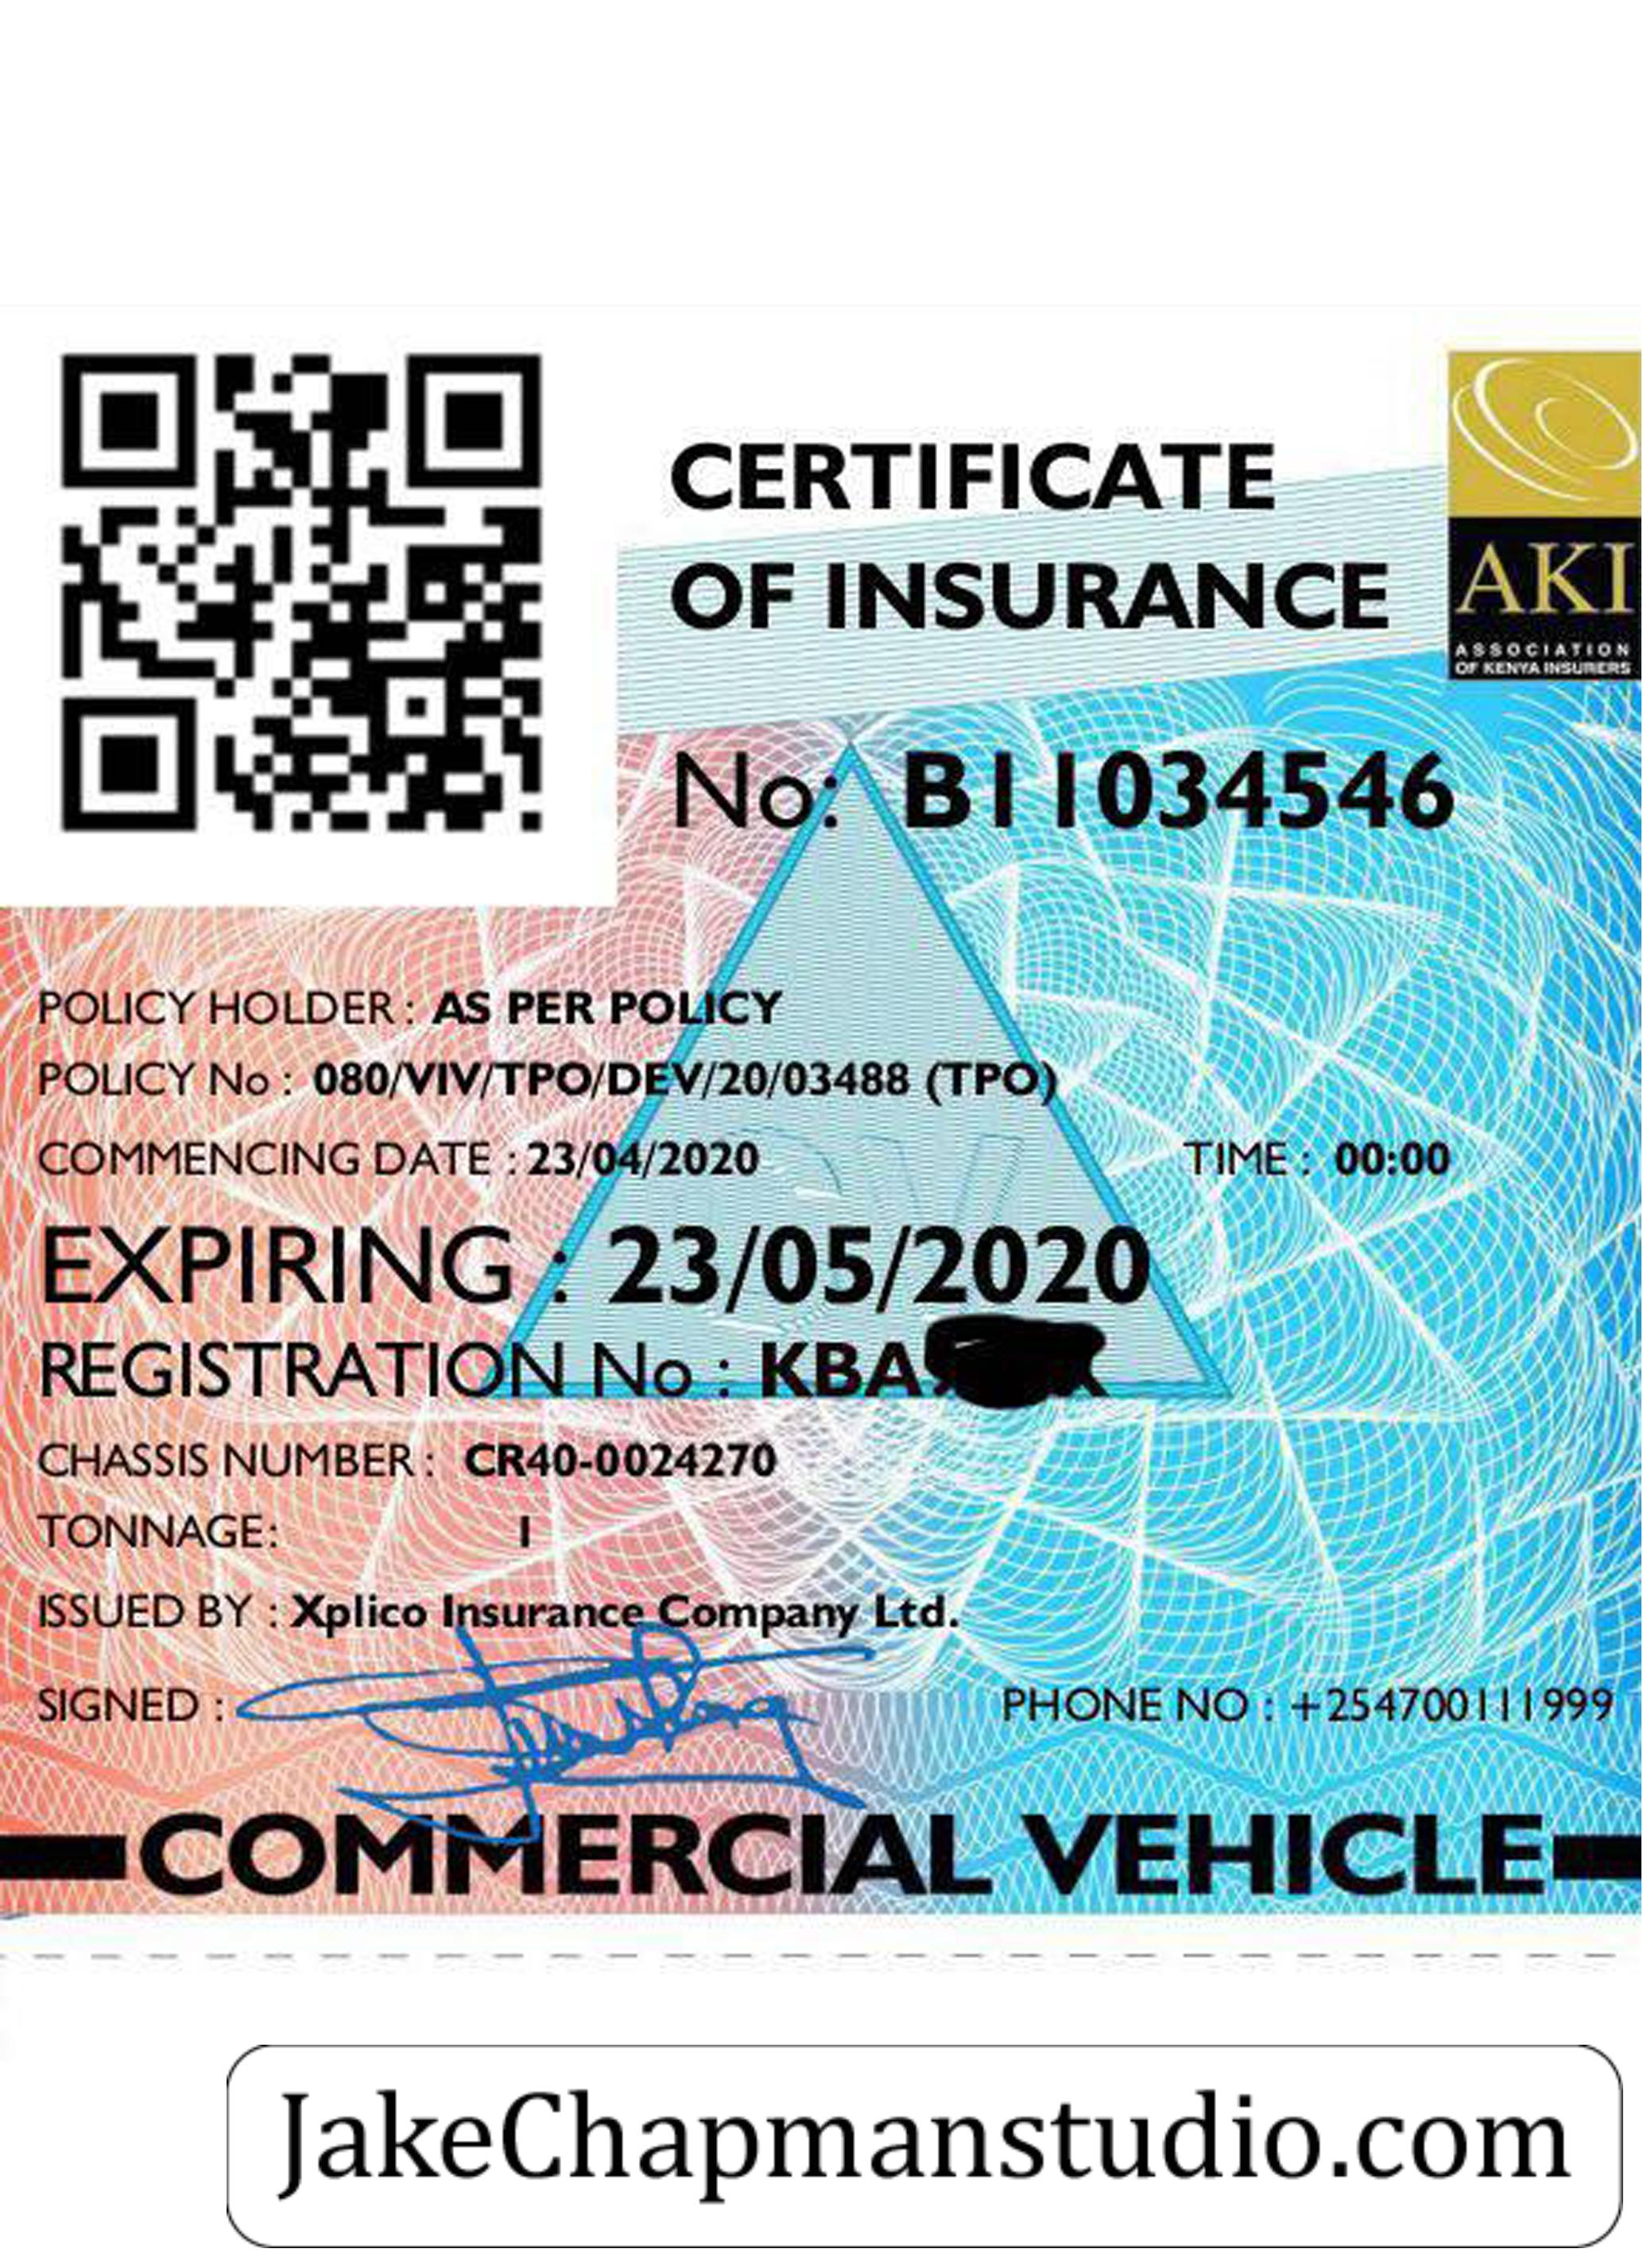 CERTIFICATE
OF INSURANCE
AKI
ASSOCIATION
OF KENYA INSURERS
No: B11034546
POLICY HOLDER : AS PER POLICY
POLICY No : 080/VIV/TPO/DEV/20/03488 (TPO)
COMMENCING DATE : 23/04/2020 TIME : 00:00
EXPIRING : 23/05/2020
REGISTRATION No : KBA
CHASSIS NUMBER : CR40-0024270
TONNAGE: 1
ISSUED BY : Xplico Insurance Company Ltd.
SIGNED : PHONE NO : +254700111999
COMMERCIAL VEHICLE
JakeChapmanstudio.com